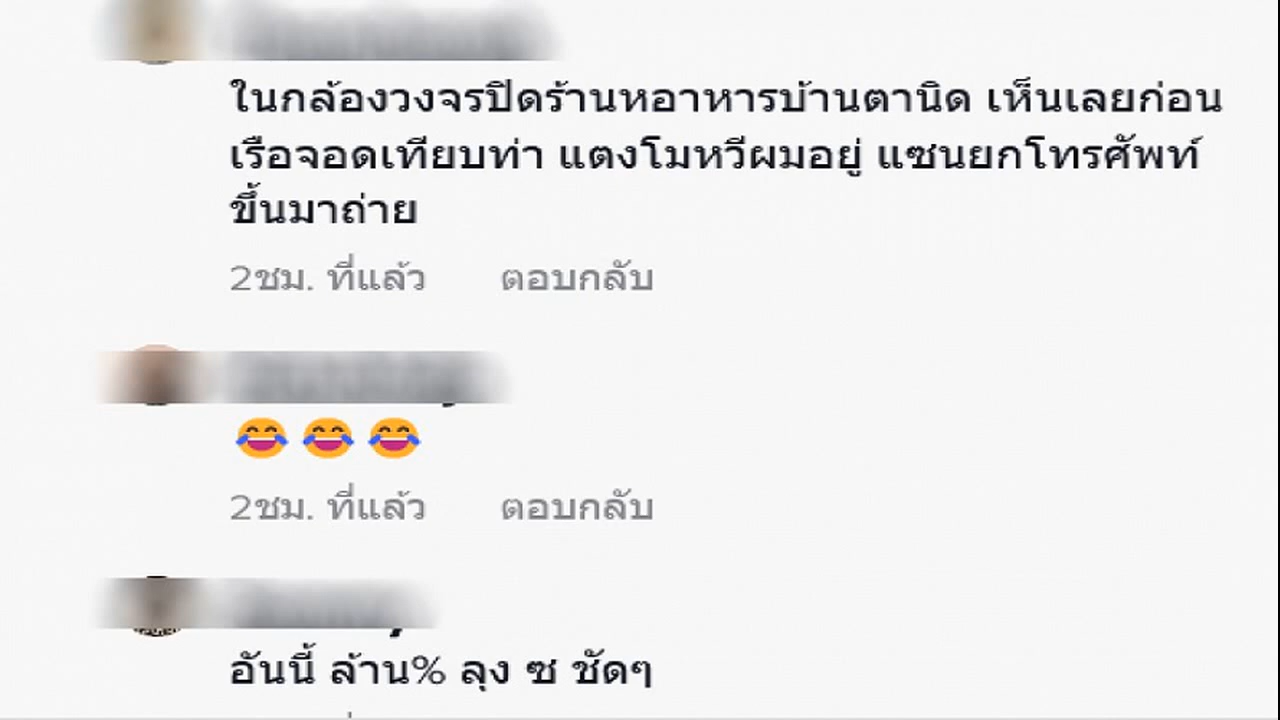 ในกล้องวงจรปิดร้านหอาหารบ้านตานิด เห็นเลยก่อน
เรือจอดเทียบท่า แตงโมหวีผมอยู่ แซนยกโทรศัพท์
ขึ้นมาถ่าย
2ชม. ที่แล้ว ตอบกลับ
😂 😂 😂
2ชม. ที่แล้ว ตอบกลับ
อันนี้ ล้าน% ลุง ซ ชัดๆ